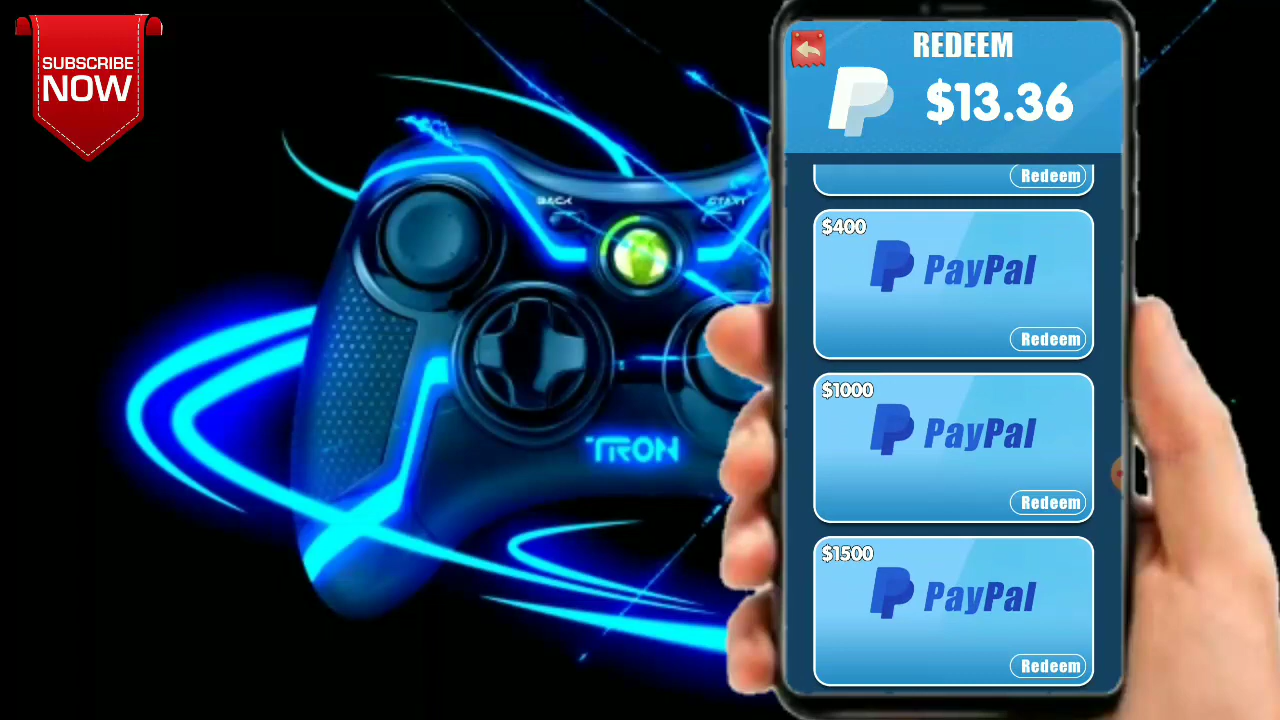 SUBSCRIBE
NOW
BACK
START
TRON
REDEEM
$13.36
Redeem
$400
PayPal
Redeem
$1000
PayPal
Redeem
$1500
PayPal
Redeem